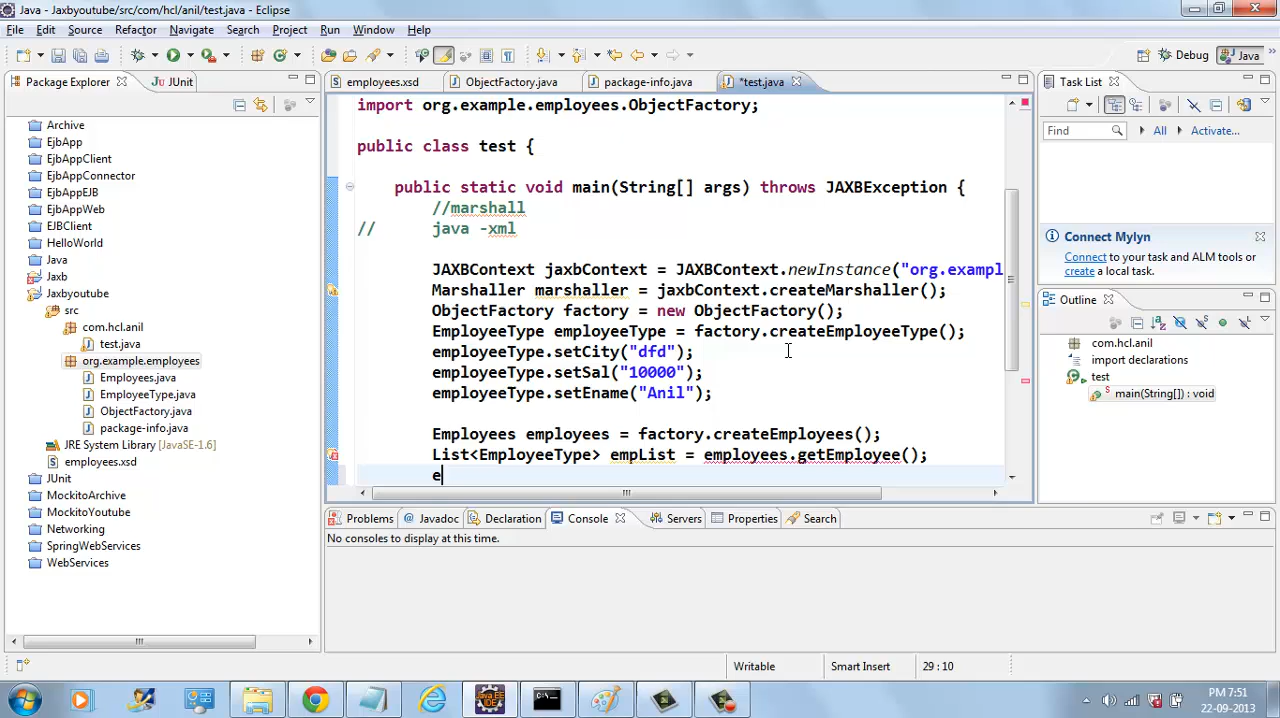 Java - Jaxbyoutube/src/com/hcl/anil/test.java - Eclipse
File Edit Source Refactor Navigate Search Project Run Window Help
Debug Java
Package Explorer JUnit
Archive
EjbApp
EjbAppClient
EjbAppConnector
EjbAppEJB
EjbAppWeb
EJBClient
HelloWorld
Java
Jaxb
Jaxbyoutube
src
com.hcl.anil
test.java
org.example.employees
Employees.java
EmployeeType.java
ObjectFactory.java
package-info.java
JRE System Library [JavaSE-1.6]
employees.xsd
JUnit
MockitoArchive
MockitoYoutube
Networking
SpringWebServices
WebServices
employees.xsd ObjectFactory.java package-info.java *test.java
import org.example.employees.ObjectFactory;
public class test {
public static void main(String[] args) throws JAXBException {
//marshall
// java -xml
JAXBContext jaxbContext = JAXBContext.newInstance("org.exampl
Marshaller marshaller = jaxbContext.createMarshaller();
ObjectFactory factory = new ObjectFactory();
EmployeeType employeeType = factory.createEmployeeType();
employeeType.setCity("dfd");
employeeType.setSal("10000");
employeeType.setEname("Anil");
Employees employees = factory.createEmployees();
List<EmployeeType> empList = employees.getEmployee();
e
Task List
Find All Activate...
Connect Mylyn
Connect to your task and ALM tools or
create a local task.
Outline
com.hcl.anil
import declarations
test
main(String[]) : void
Problems Javadoc Declaration Console Servers Properties Search
No consoles to display at this time.
Writable Smart Insert 29 : 10
PM 7:51
22-09-2013